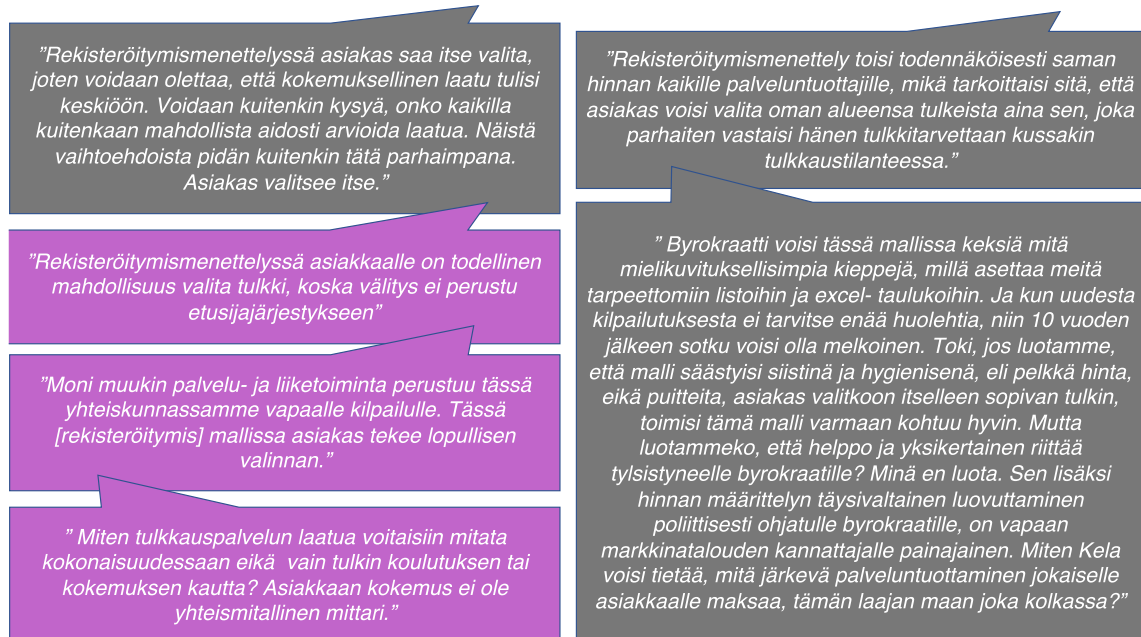 ”Rekisteröitymismenettelyssä asiakas saa itse valita,
joten voidaan olettaa, että kokemuksellinen laatu tulisi
keskiöön. Voidaan kuitenkin kysyä, onko kaikilla
kuitenkaan mahdollista aidosti arvioida laatua. Näistä
vaihtoehdoista pidän kuitenkin tätä parhaimpana.
Asiakas valitsee itse.”
”Rekisteröitymismenettelyssä asiakkaalle on todellinen
mahdollisuus valita tulkki, koska välitys ei perustu
etusijajärjestykseen”
”Moni muukin palvelu- ja liiketoiminta perustuu tässä
yhteiskunnassamme vapaalle kilpailulle. Tässä
[rekisteröitymis] mallissa asiakas tekee lopullisen
valinnan.”
” Miten tulkkauspalvelun laatua voitaisiin mitata
kokonaisuudessaan eikä vain tulkin koulutuksen tai
kokemuksen kautta? Asiakkaan kokemus ei ole
yhteismitallinen mittari.”
”Rekisteröitymismenettely toisi todennäköisesti saman
hinnan kaikille palveluntuottajille, mikä tarkoittaisi sitä, että
asiakas voisi valita oman alueensa tulkeista aina sen, joka
parhaiten vastaisi hänen tulkkitarvettaan kussakin
tulkkaustilanteessa.”
” Byrokraatti voisi tässä mallissa keksiä mitä
mielikuvituksellisimpia kieppejä, millä asettaa meitä
tarpeettomiin listoihin ja excel- taulukoihin. Ja kun uudesta
kilpailutuksesta ei tarvitse enää huolehtia, niin 10 vuoden
jälkeen sotku voisi olla melkoinen. Toki, jos luotamme,
että malli säästyisi siistinä ja hygienisenä, eli pelkkä hinta,
eikä puitteita, asiakas valitkoon itselleen sopivan tulkin,
toimisi tämä malli varmaan kohtuu hyvin. Mutta
luotammeko, että helppo ja yksikertainen riittää
tylsistyneelle byrokraatille? Minä en luota. Sen lisäksi
hinnan määrittelyn täysivaltainen luovuttaminen
poliittisesti ohjatulle byrokraatille, on vapaan
markkinatalouden kannattajalle painajainen. Miten Kela
voisi tietää, mitä järkevä palveluntuottaminen jokaiselle
asiakkaalle maksaa, tämän laajan maan joka kolkassa?”